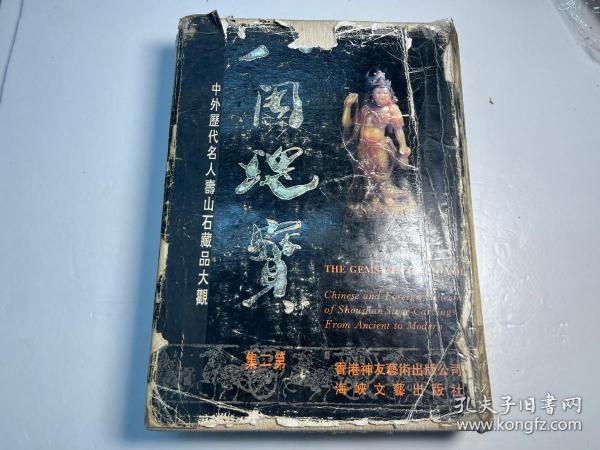 八閩瑰寶
中外歷代名人壽山石藏品大觀
THE GEMS
Chinese and Foreign
of Shoushan Stone Carvings
From Ancient to Modern
第二集
香港神友藝術出版公司
海峽文藝出版社
孔夫子旧书网
www.kongfz.com